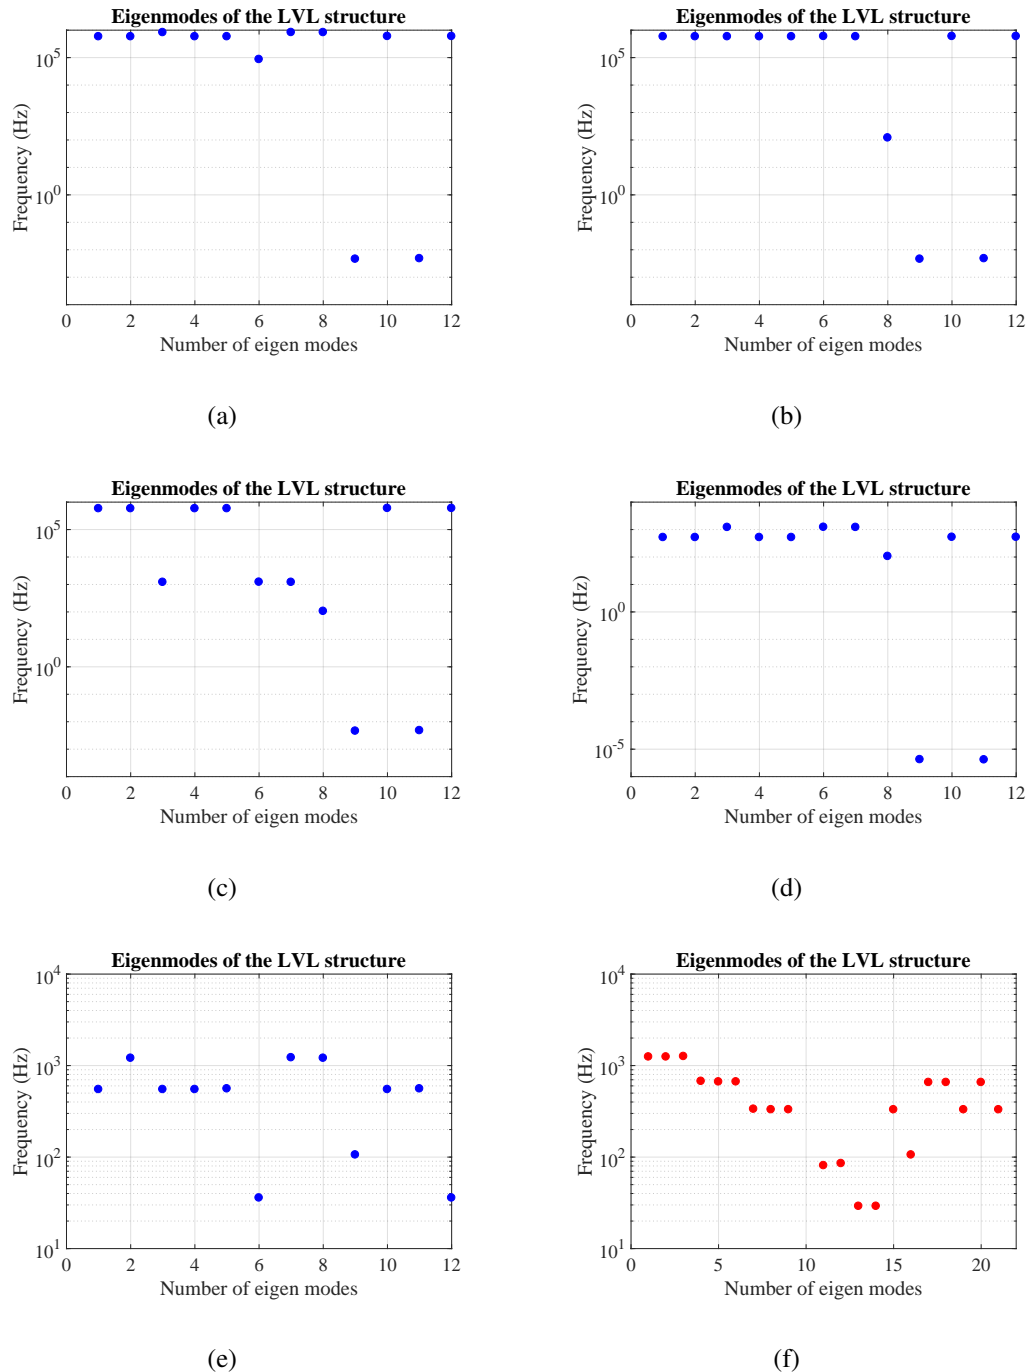 Eigenmodes of the LVL structure
10^5
10^0
Frequency (Hz)
0 2 4 6 8 10 12
Number of eigen modes
(a)
Eigenmodes of the LVL structure
10^5
10^0
Frequency (Hz)
0 2 4 6 8 10 12
Number of eigen modes
(b)
Eigenmodes of the LVL structure
10^5
10^0
Frequency (Hz)
0 2 4 6 8 10 12
Number of eigen modes
(c)
Eigenmodes of the LVL structure
10^0
10^-5
Frequency (Hz)
0 2 4 6 8 10 12
Number of eigen modes
(d)
Eigenmodes of the LVL structure
10^4
10^3
10^2
10^1
Frequency (Hz)
0 2 4 6 8 10 12
Number of eigen modes
(e)
Eigenmodes of the LVL structure
10^4
10^3
10^2
10^1
Frequency (Hz)
5 10 15 20
Number of eigen modes
(f)